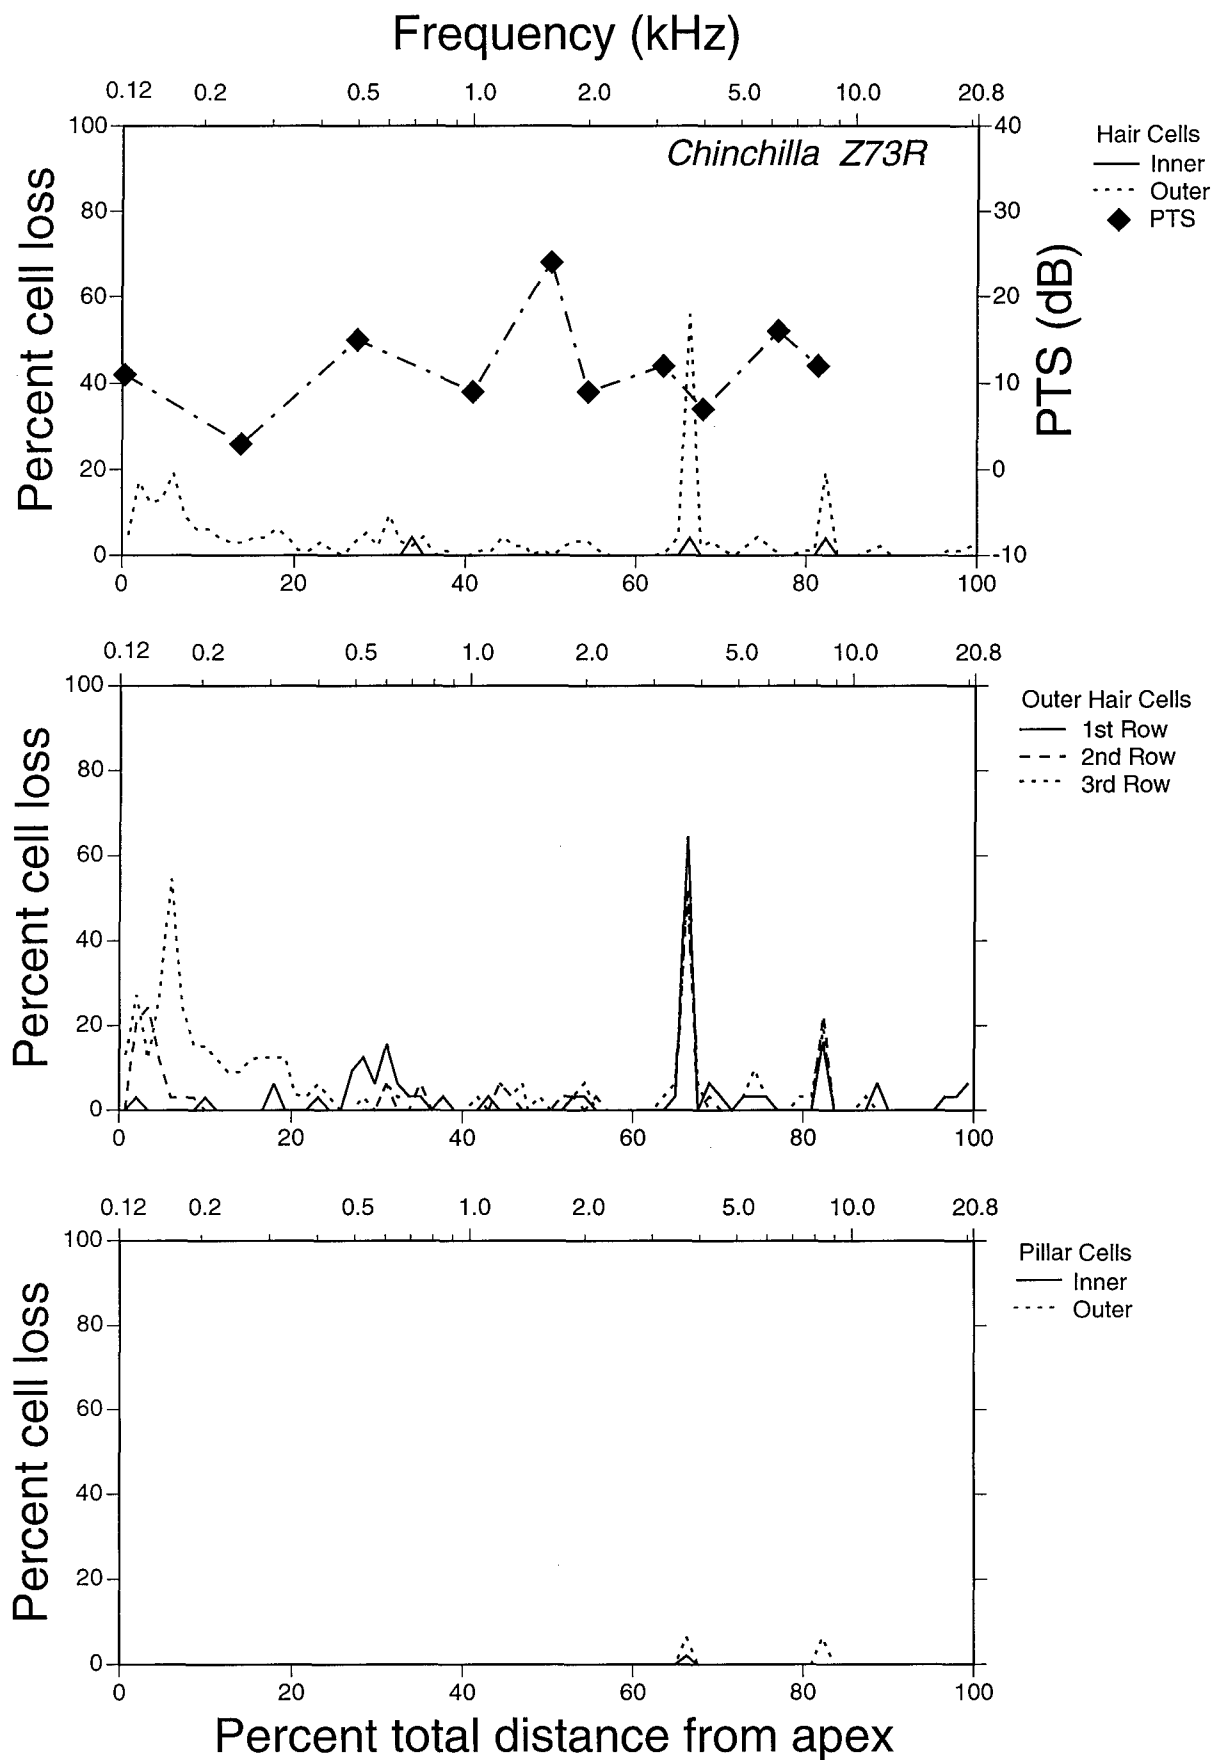 Frequency (kHz)
0.12 0.2 0.5 1.0 2.0 5.0 10.0 20.8
Chinchilla Z73R
Percent cell loss
100
80
60
40
20
0
40
30
20
10
0
-10
PTS (dB)
Hair Cells
Inner
Outer
PTS
0 20 40 60 80 100
0.12 0.2 0.5 1.0 2.0 5.0 10.0 20.8
Percent cell loss
100
80
60
40
20
0
Outer Hair Cells
1st Row
2nd Row
3rd Row
0 20 40 60 80 100
0.12 0.2 0.5 1.0 2.0 5.0 10.0 20.8
Percent cell loss
100
80
60
40
20
0
Pillar Cells
Inner
Outer
0 20 40 60 80 100
Percent total distance from apex